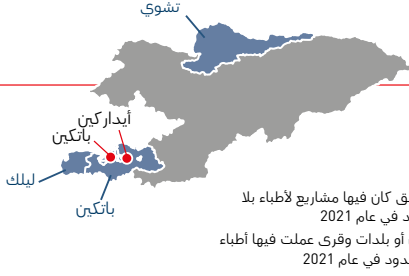 تشوي
أيداركين
باتكين
ليلك
باتكين
ق كان فيها مشاريع لأطباء بلا
د في عام 2021
أو بلدات وقرى عملت فيها أطباء
دود في عام 2021